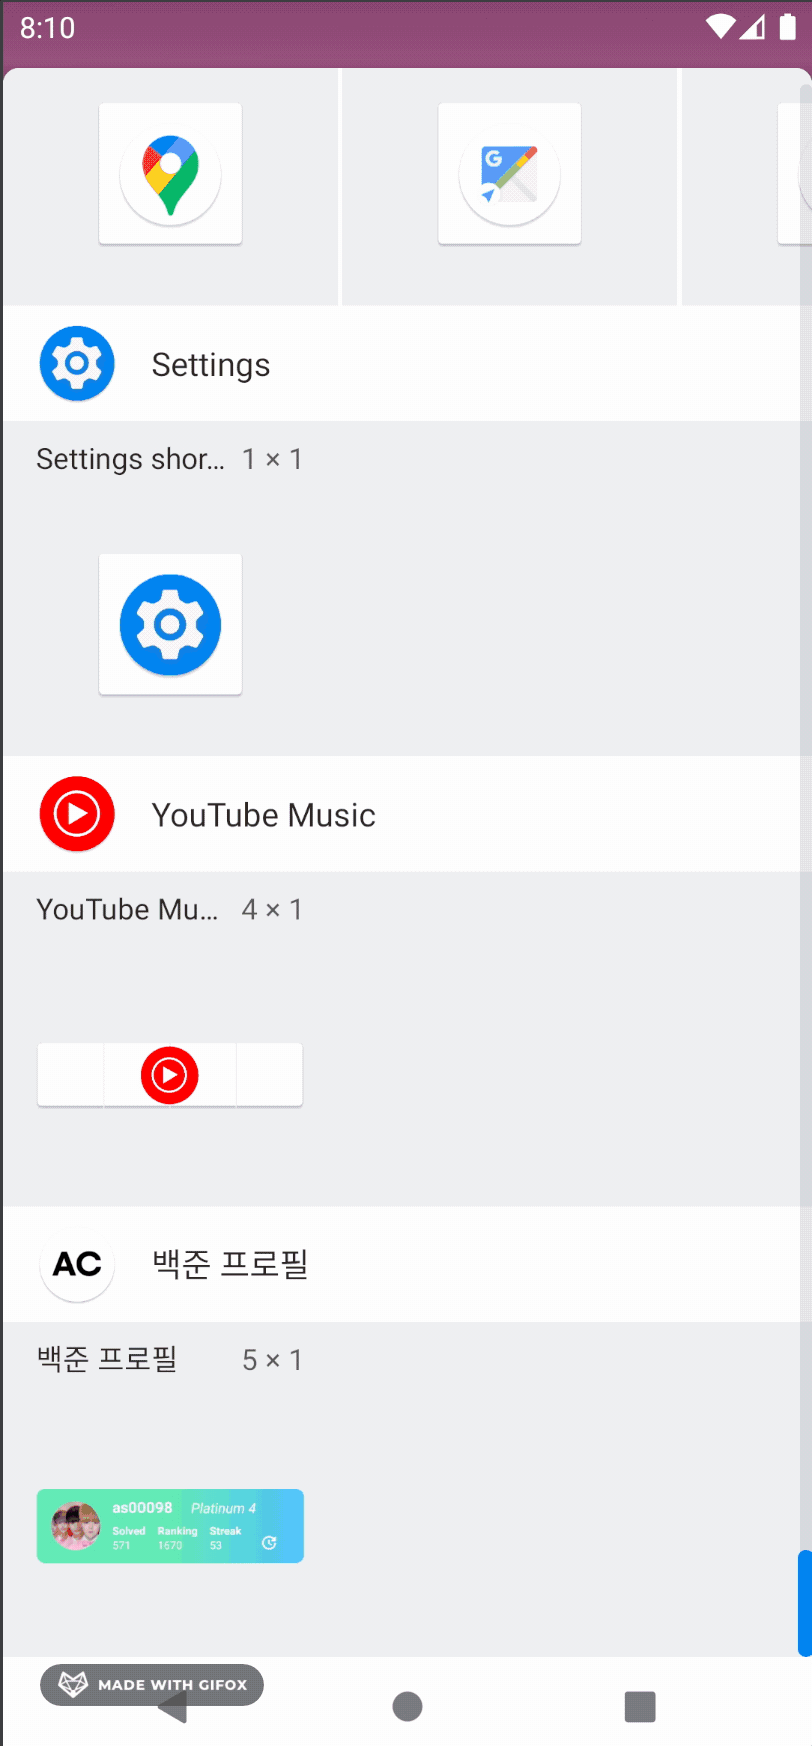 8:10
G
Settings
Settings shor... 1 × 1
YouTube Music
YouTube Mu... 4 × 1
AC 백준 프로필
백준 프로필 5 × 1
as00098 Platinum 4
Solved Ranking Streak
571 1670 53
MADE WITH GIFOX